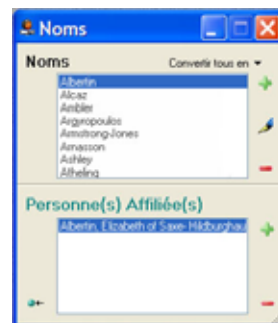 Noms
Noms Convertir tous en
Albertin
Alcaz
Ambler
Argyropoulos
Armstrong-Jones
Arnasson
Ashley
Atheling
Personne(s) Affiliée(s)
Albertin, Elizabeth of Saxe- Hildburghau